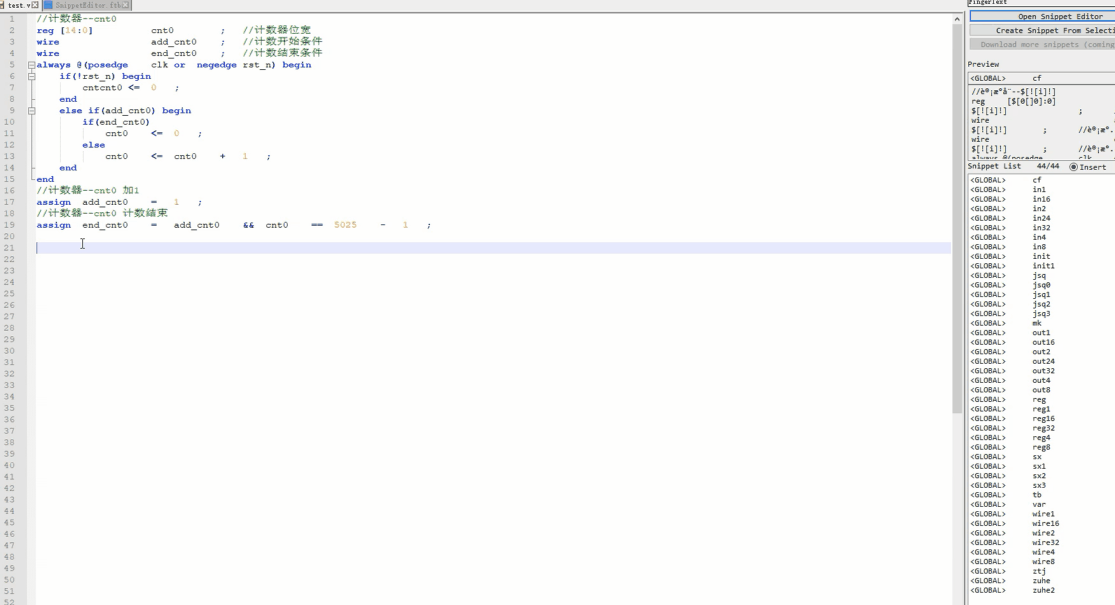 test.v
SnippetEditor.ftb
1 //计数器--cnt0
2 reg [14:0] cnt0 ; //计数器位宽
3 wire add_cnt0 ; //计数开始条件
4 wire end_cnt0 ; //计数结束条件
5 always @(posedge clk or negedge rst_n) begin
6 if(!rst_n) begin
7 cntcnt0 <= 0 ;
8 end
9 else if(add_cnt0) begin
10 if(end_cnt0)
11 cnt0 <= 0 ;
12 else
13 cnt0 <= cnt0 + 1 ;
14 end
15 end
16 //计数器--cnt0 加1
17 assign add_cnt0 = 1 ;
18 //计数器--cnt0 计数结束
19 assign end_cnt0 = add_cnt0 && cnt0 == 5025 - 1 ;
20
21
22
23
24
25
26
27
28
29
30
31
32
33
34
35
36
37
38
39
40
41
42
43
44
45
46
47
48
49
50
51
52
FingerText
Open Snippet Editor
Create Snippet From Selecti
Download more snippets (coming
Preview
<GLOBAL> cf
reg [$[0[]0]:0]
$[![i]!] ;
wire
$[![i]!] ;
wire
$[![i]!] ;
always @(posedge clk
Snippet List 44/44 Insert
<GLOBAL> cf
<GLOBAL> in1
<GLOBAL> in16
<GLOBAL> in2
<GLOBAL> in24
<GLOBAL> in32
<GLOBAL> in4
<GLOBAL> in8
<GLOBAL> init
<GLOBAL> init1
<GLOBAL> jsq
<GLOBAL> jsq0
<GLOBAL> jsq1
<GLOBAL> jsq2
<GLOBAL> jsq3
<GLOBAL> mk
<GLOBAL> out1
<GLOBAL> out16
<GLOBAL> out2
<GLOBAL> out24
<GLOBAL> out32
<GLOBAL> out4
<GLOBAL> out8
<GLOBAL> reg
<GLOBAL> reg1
<GLOBAL> reg16
<GLOBAL> reg32
<GLOBAL> reg4
<GLOBAL> reg8
<GLOBAL> sx
<GLOBAL> sx1
<GLOBAL> sx2
<GLOBAL> sx3
<GLOBAL> tb
<GLOBAL> var
<GLOBAL> wire1
<GLOBAL> wire16
<GLOBAL> wire2
<GLOBAL> wire32
<GLOBAL> wire4
<GLOBAL> wire8
<GLOBAL> ztj
<GLOBAL> zuhe
<GLOBAL> zuhe2